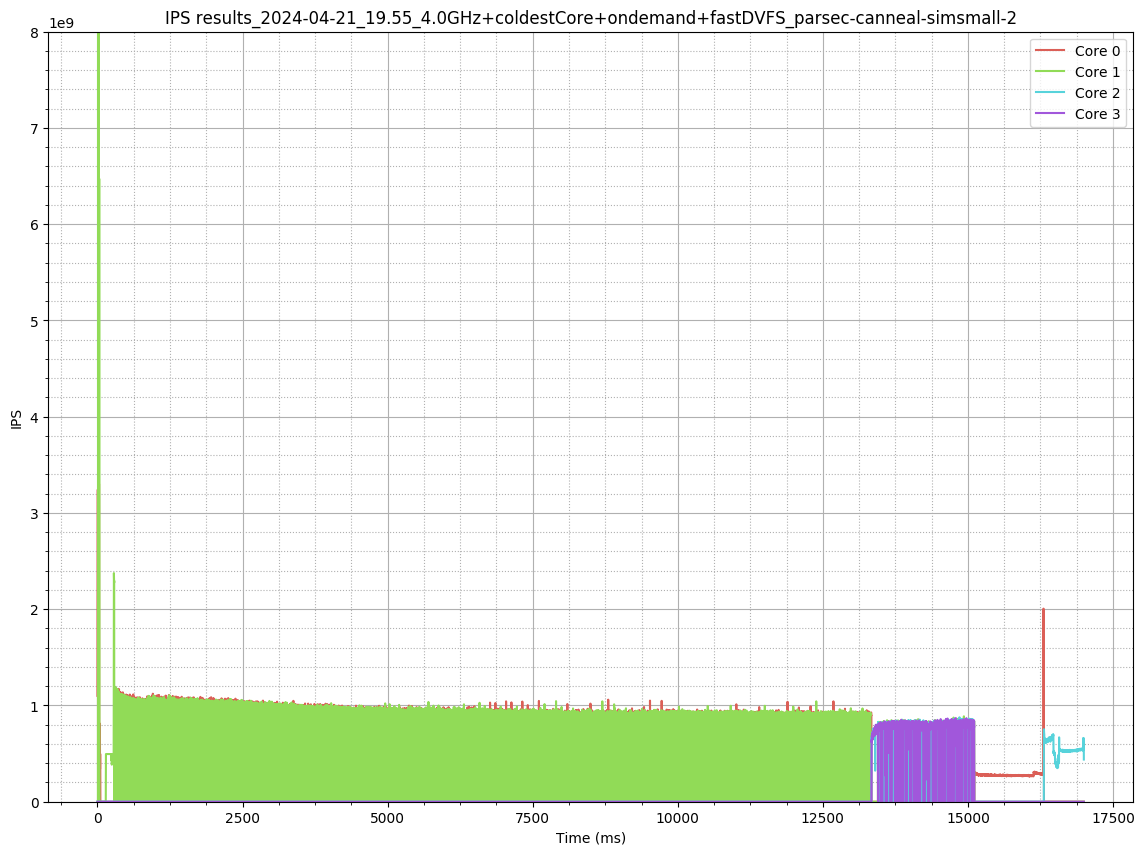 IPS results_2024-04-21_19.55_4.0GHz+coldestCore+ondemand+fastDVFS_parsec-canneal-simsmall-2
1e9
Core 0
Core 1
Core 2
Core 3
8
7
6
5
4
3
2
1
0
IPS
0 2500 5000 7500 10000 12500 15000 17500
Time (ms)